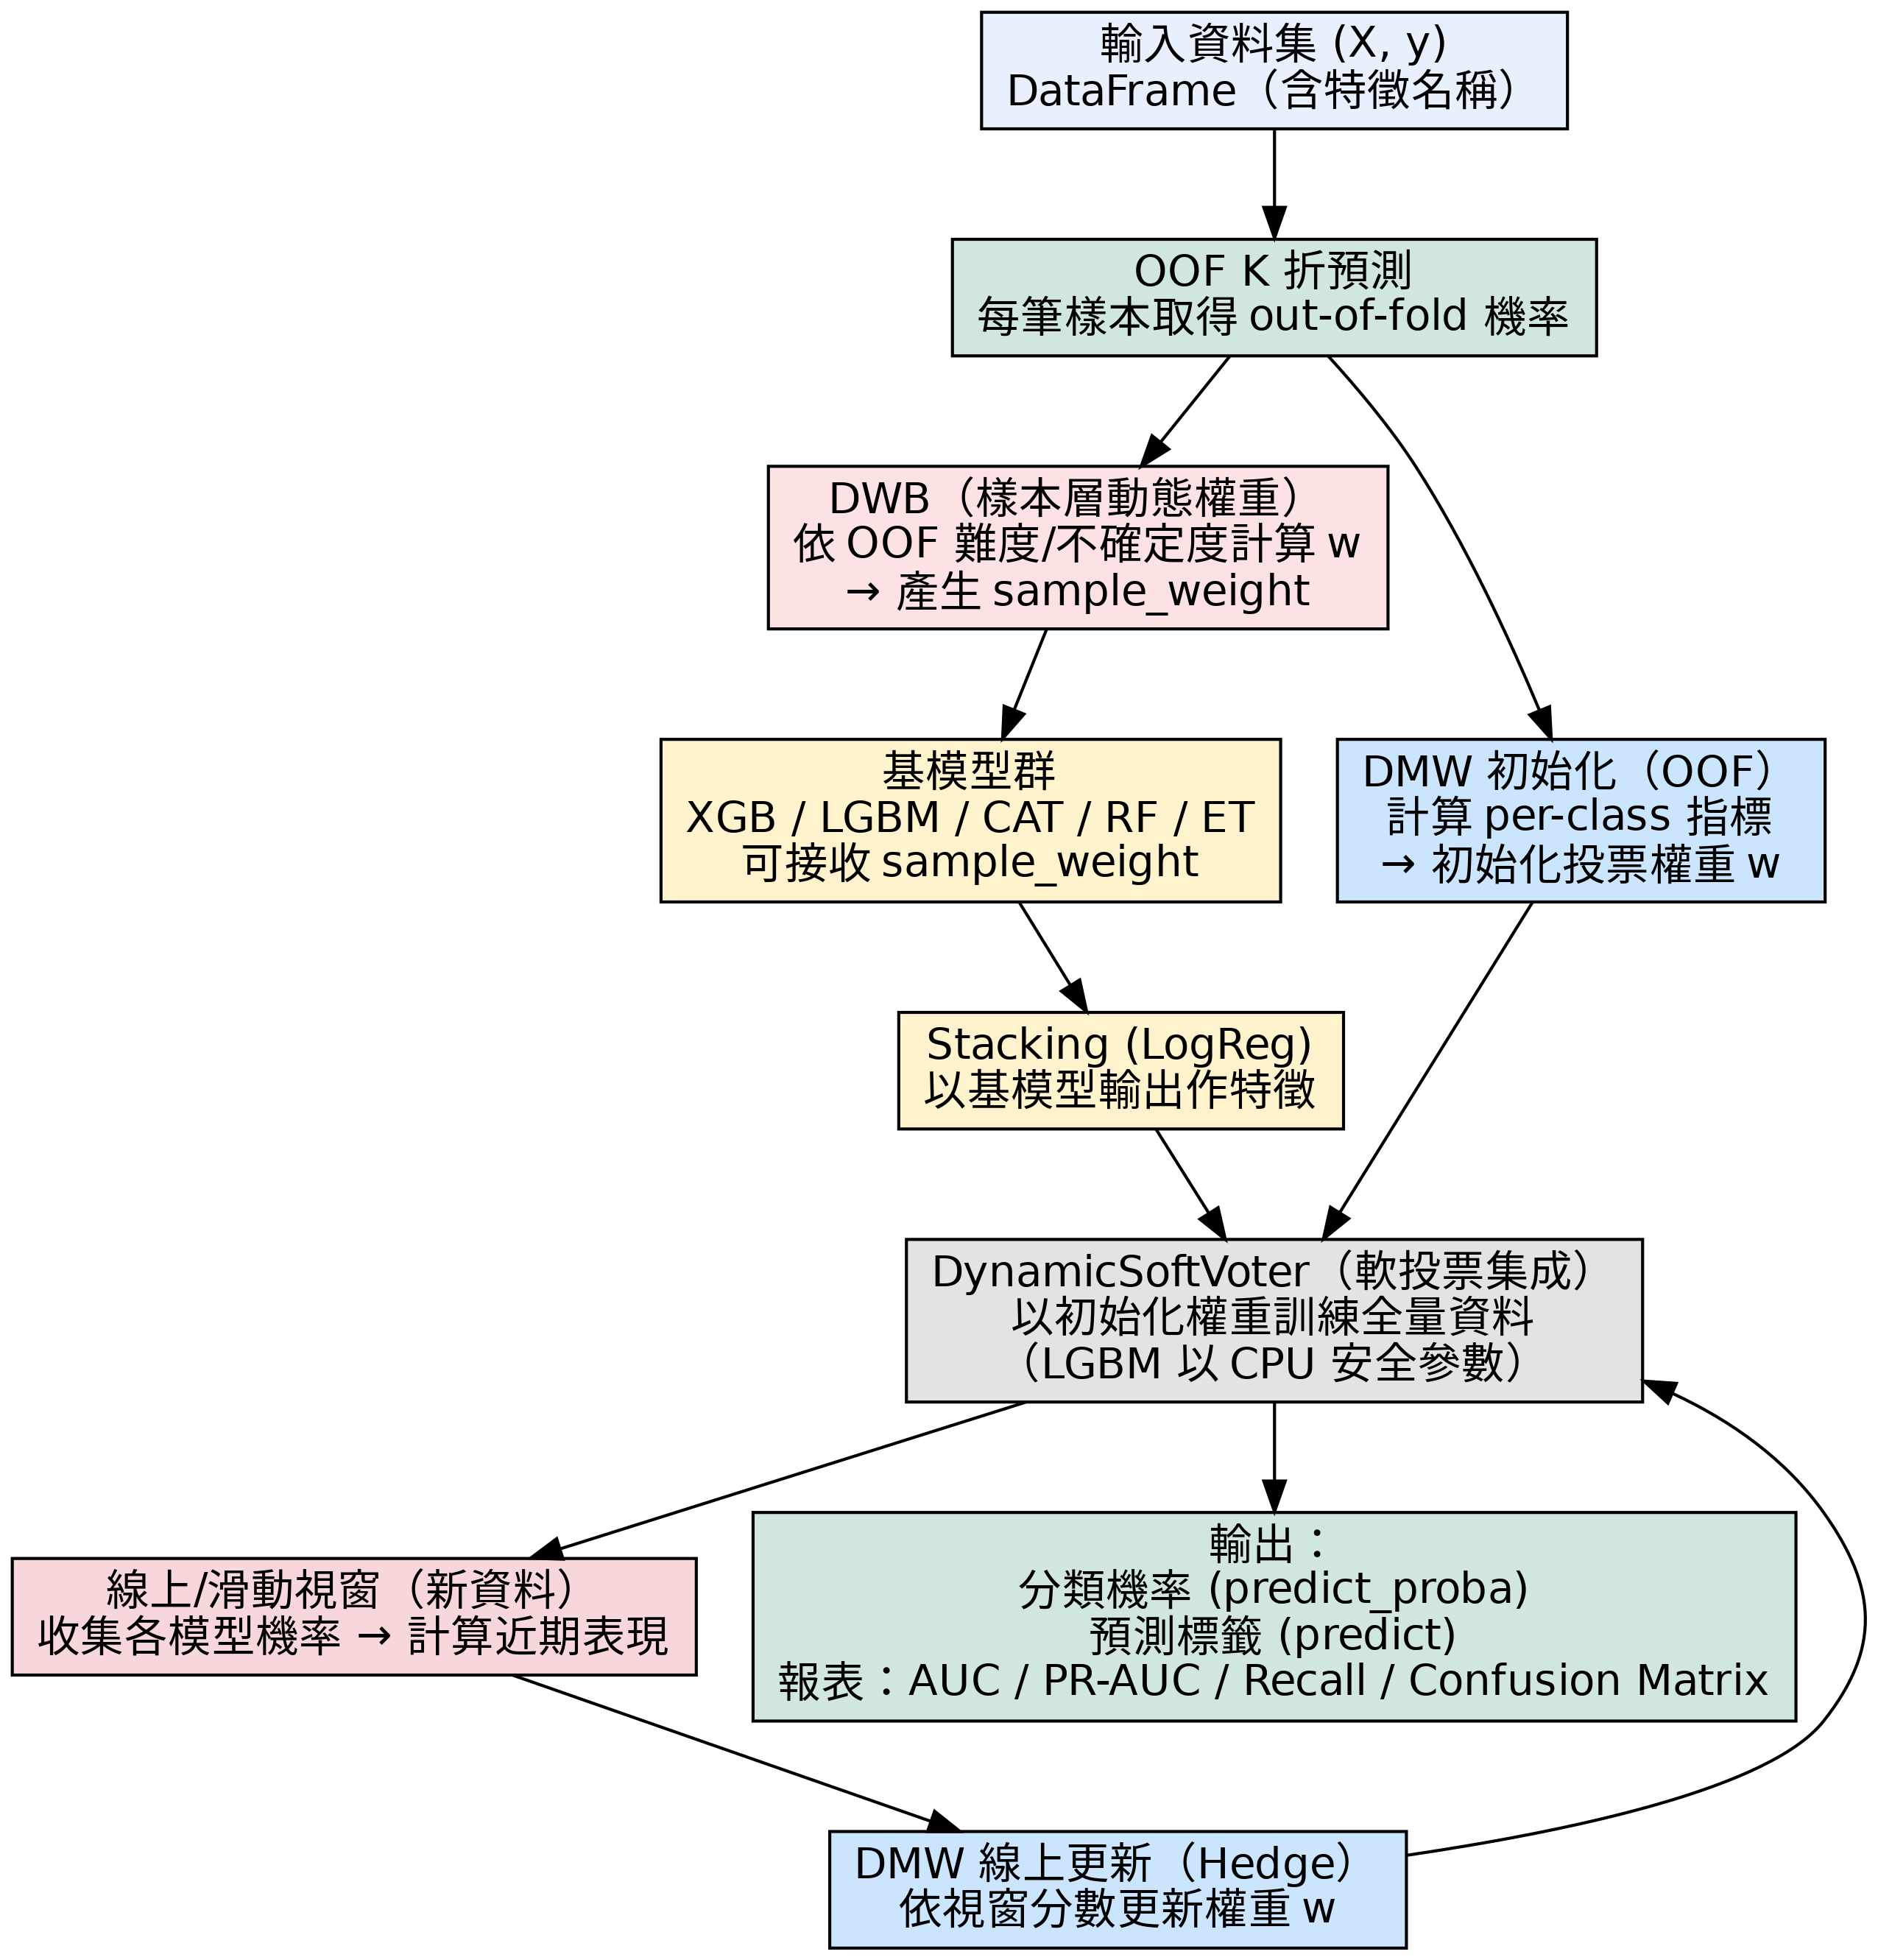 輸入資料集 (X, y)
DataFrame（含特徵名稱）
OOF K 折預測
每筆樣本取得 out-of-fold 機率
DWB（樣本層動態權重）
依 OOF 難度/不確定度計算 w
→ 產生 sample_weight
基模型群
XGB / LGBM / CAT / RF / ET
可接收 sample_weight
DMW 初始化（OOF）
計算 per-class 指標
→ 初始化投票權重 w
Stacking (LogReg)
以基模型輸出作特徵
DynamicSoftVoter（軟投票集成）
以初始化權重訓練全量資料
（LGBM 以 CPU 安全參數）
線上/滑動視窗（新資料）
收集各模型機率 → 計算近期表現
輸出：
分類機率 (predict_proba)
預測標籤 (predict)
報表：AUC / PR-AUC / Recall / Confusion Matrix
DMW 線上更新（Hedge）
依視窗分數更新權重 w